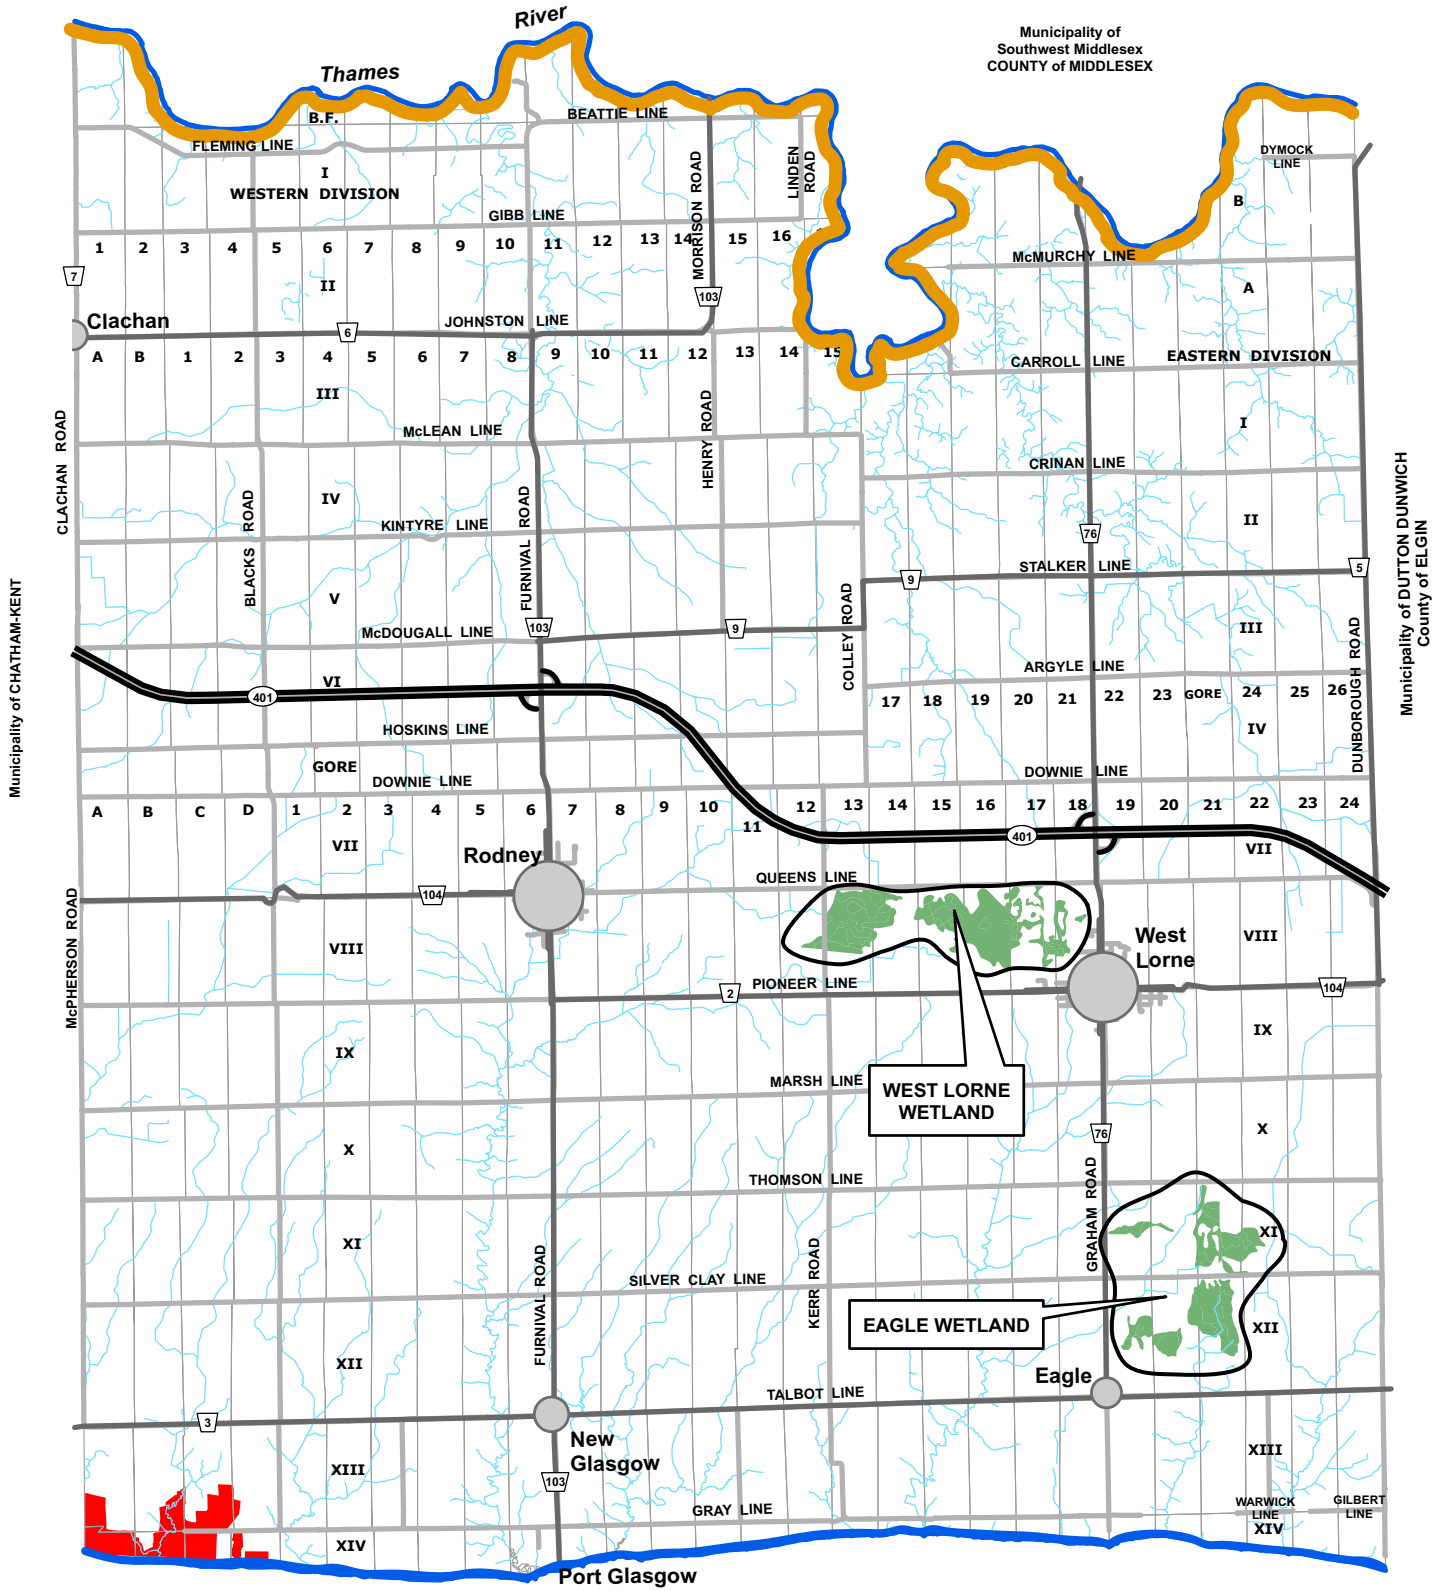 River
Municipality of
Southwest Middlesex
COUNTY of MIDDLESEX
Thames
B.F.
BEATTIE LINE
FLEMING LINE
DYMOCK
LINE
I
WESTERN DIVISION
MORRISON ROAD
LINDEN
ROAD
B
GIBB LINE
1 2 3 4 5 6 7 8 9 10 11 12 13 14 15 16
McMURCHY LINE
7
II
A
103
Clachan
6
JOHNSTON LINE
A B 1 2 3 4 5 6 7 8 9 10 11 12 13 14 15
CARROLL LINE
EASTERN DIVISION
III
CLACHAN ROAD
McLEAN LINE
HENRY ROAD
I
CRINAN LINE
BLACKS ROAD
IV
KINTYRE LINE
FURNIVAL ROAD
II
76
STALKER LINE
9
5
Municipality of CHATHAM-KENT
Municipality of DUTTON DUNWICH
County of ELGIN
V
McDOUGALL LINE
103
9
COLLEY ROAD
III
DUNBOROUGH ROAD
ARGYLE LINE
VI
401
17 18 19 20 21 22 23 GORE 24 25 26
HOSKINS LINE
IV
GORE
DOWNIE LINE
DOWNIE LINE
A B C D 1 2 3 4 5 6 7 8 9 10 11 12 13 14 15 16 17 18 19 20 21 22 23 24
401
VII
VII
Rodney
QUEENS LINE
104
McPHERSON ROAD
VIII
West
Lorne
VIII
PIONEER LINE
2
104
IX
IX
MARSH LINE
WEST LORNE
WETLAND
X
76
X
THOMSON LINE
GRAHAM ROAD
XI
XI
FURNIVAL ROAD
SILVER CLAY LINE
KERR ROAD
EAGLE WETLAND
XII
XII
Eagle
TALBOT LINE
3
New
Glasgow
XIII
XIII
103
GRAY LINE
WARWICK
LINE
GILBERT
LINE
XIV
XIV
Port Glasgow